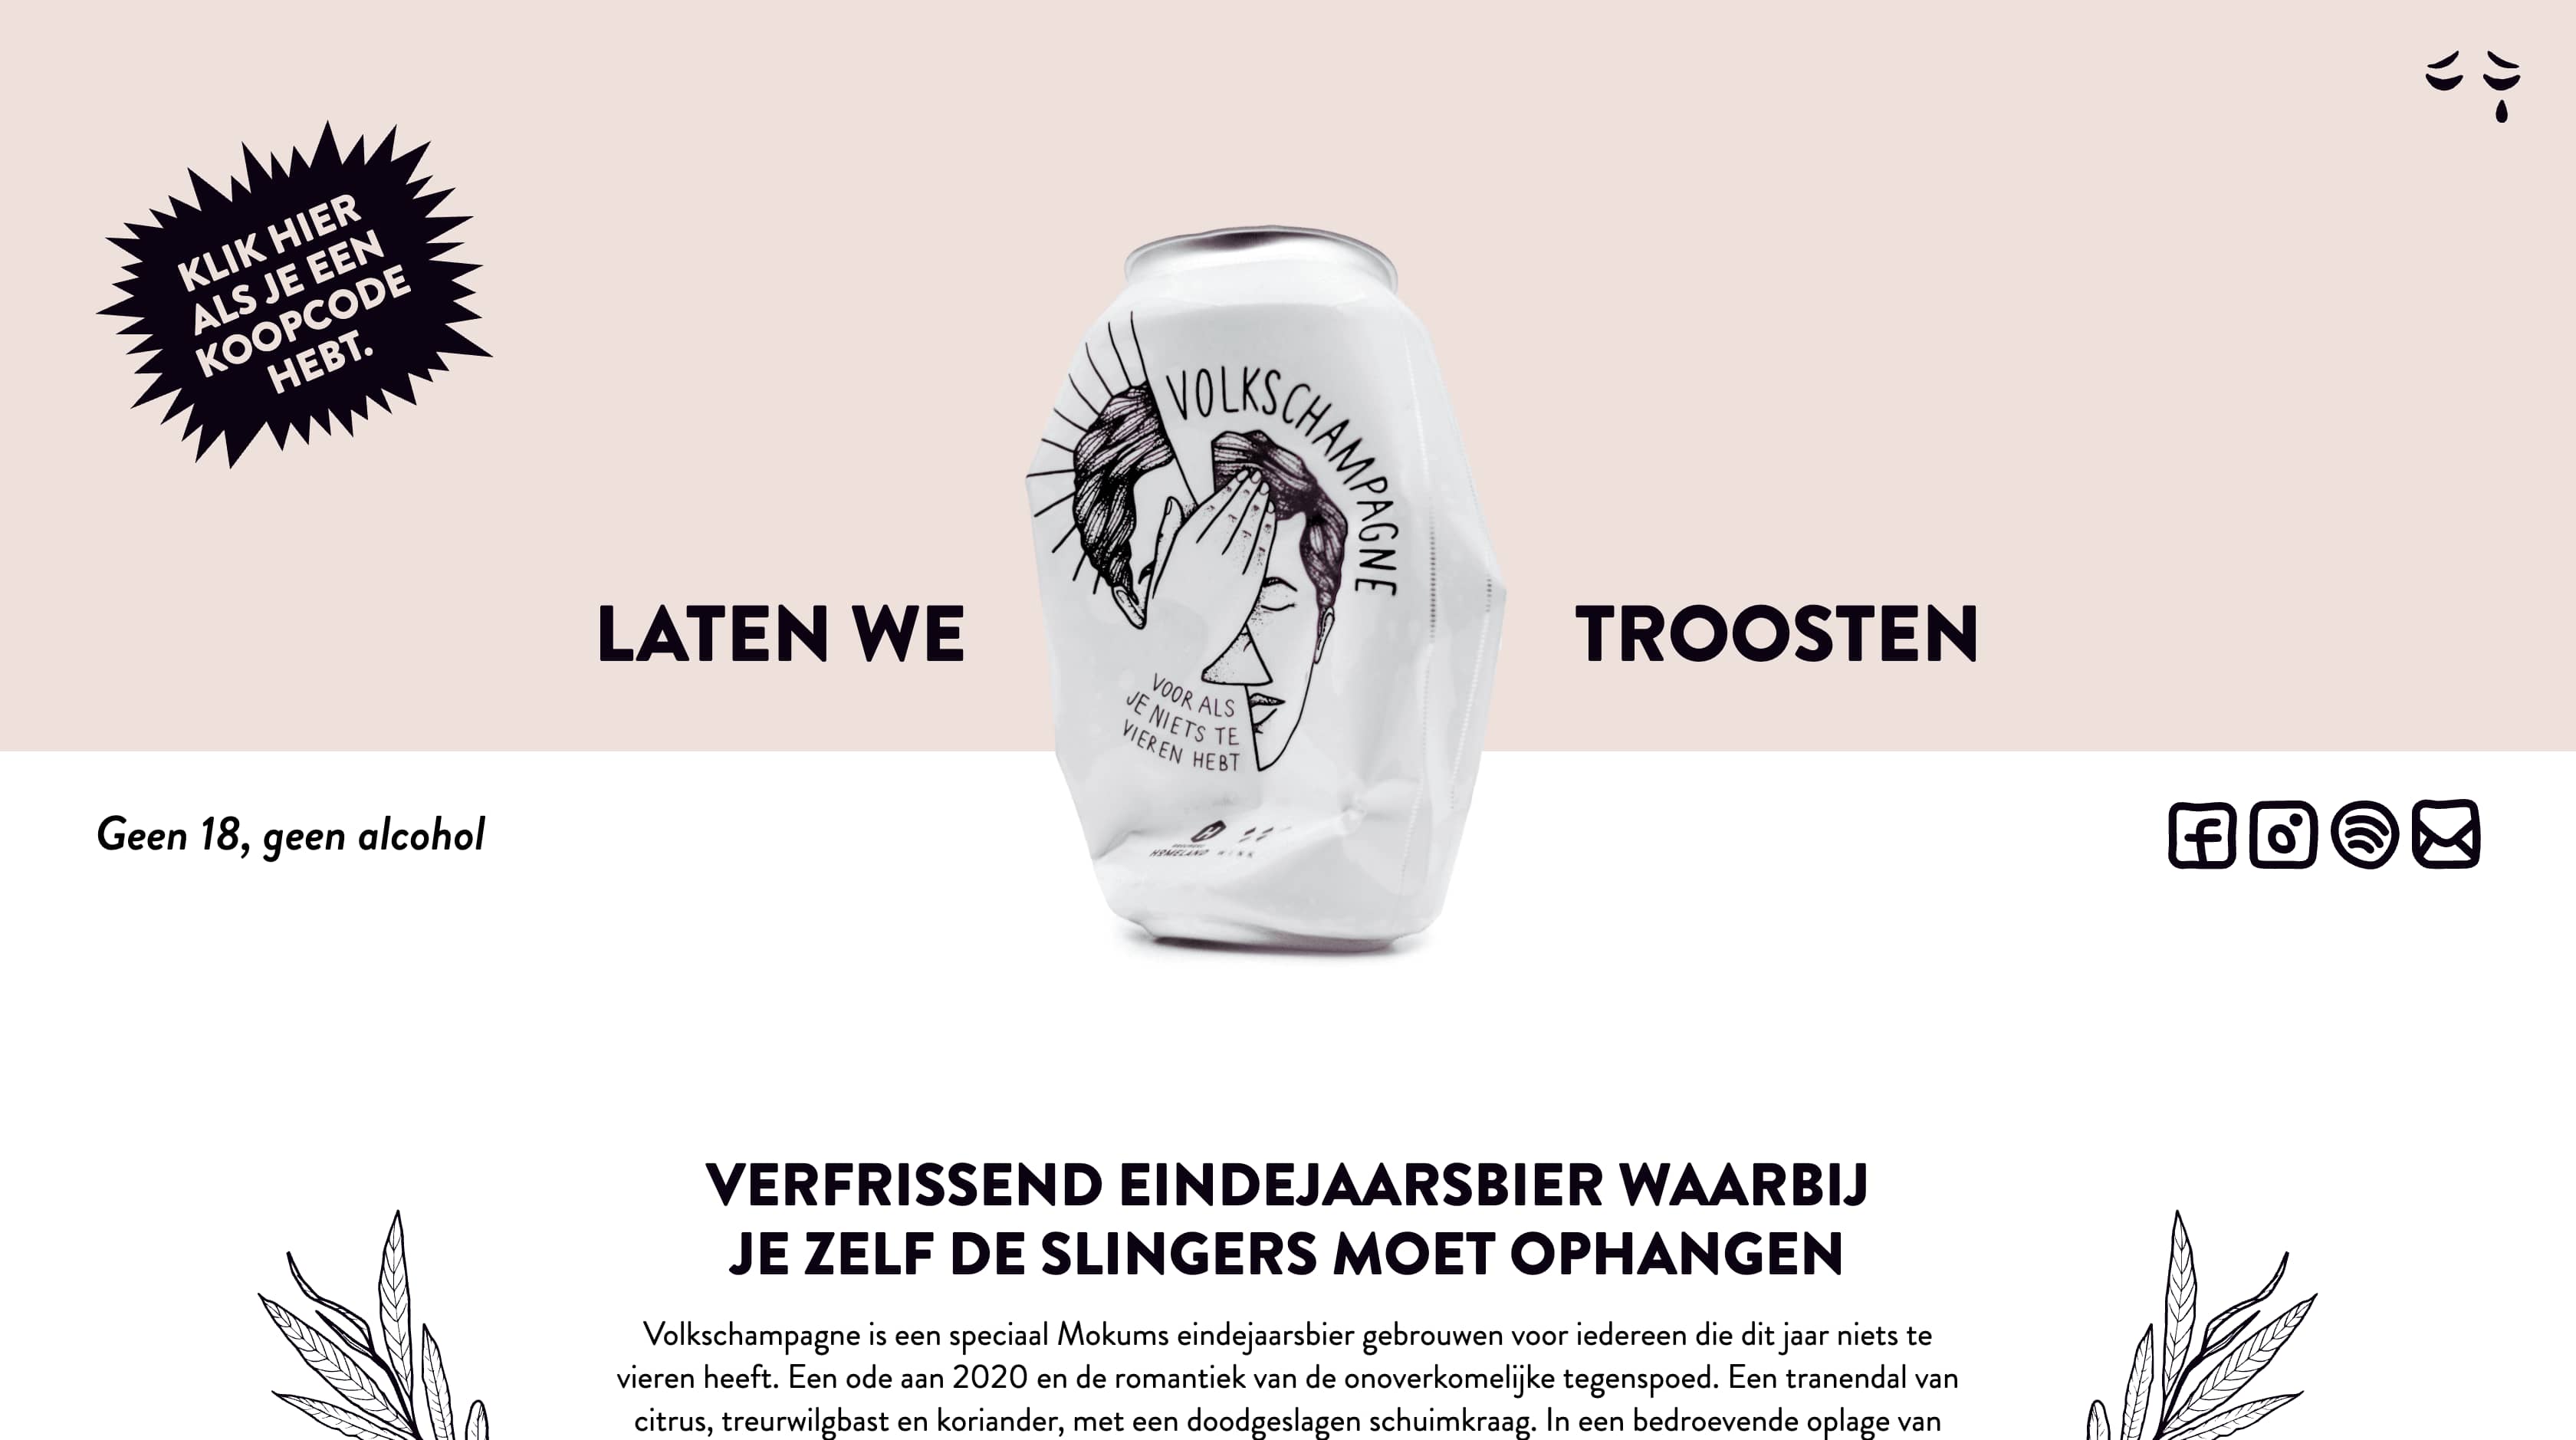 KLIK HIER
ALS JE EEN
KOOPCODE
HEBT.
VOLKSCHAMPAGNE
LATEN WE
TROOSTEN
VOOR ALS
JE NIETS TE
VIEREN HEBT
HOMELAND
Geen 18, geen alcohol
VERFRISSEND EINDEJAARSBIER WAARBIJ
JE ZELF DE SLINGERS MOET OPHANGEN
Volkschampagne is een speciaal Mokums eindejaarsbier gebrouwen voor iedereen die dit jaar niets te
vieren heeft. Een ode aan 2020 en de romantiek van de onoverkomelijke tegenspoed. Een tranendal van
citrus, treurwilgbast en koriander, met een doodgeslagen schuimkraag. In een bedroevende oplage van